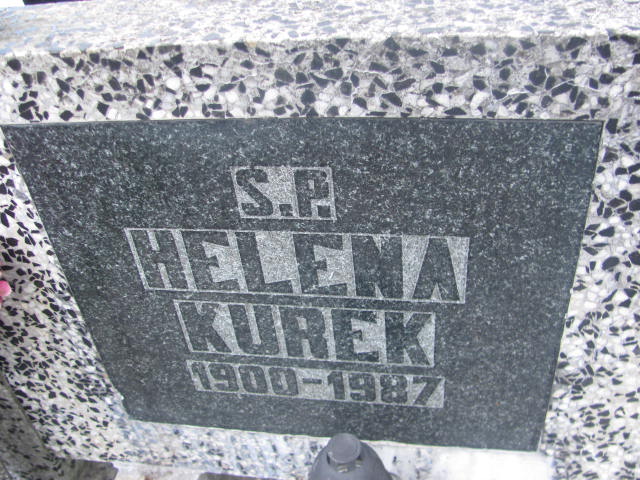 S.P.
HELENA
KUREK
1900-1987